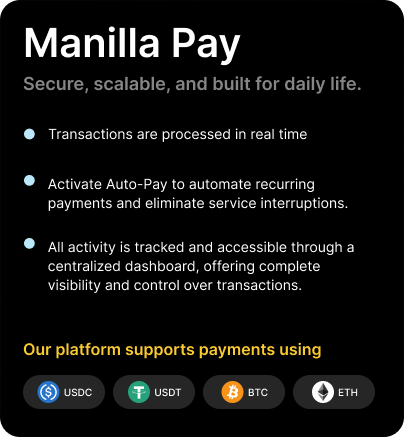 Manilla Pay
Secure, scalable, and built for daily life.
Transactions are processed in real time
Activate Auto-Pay to automate recurring
payments and eliminate service interruptions.
All activity is tracked and accessible through a
centralized dashboard, offering complete
visibility and control over transactions.
Our platform supports payments using
USDC USDT BTC ETH